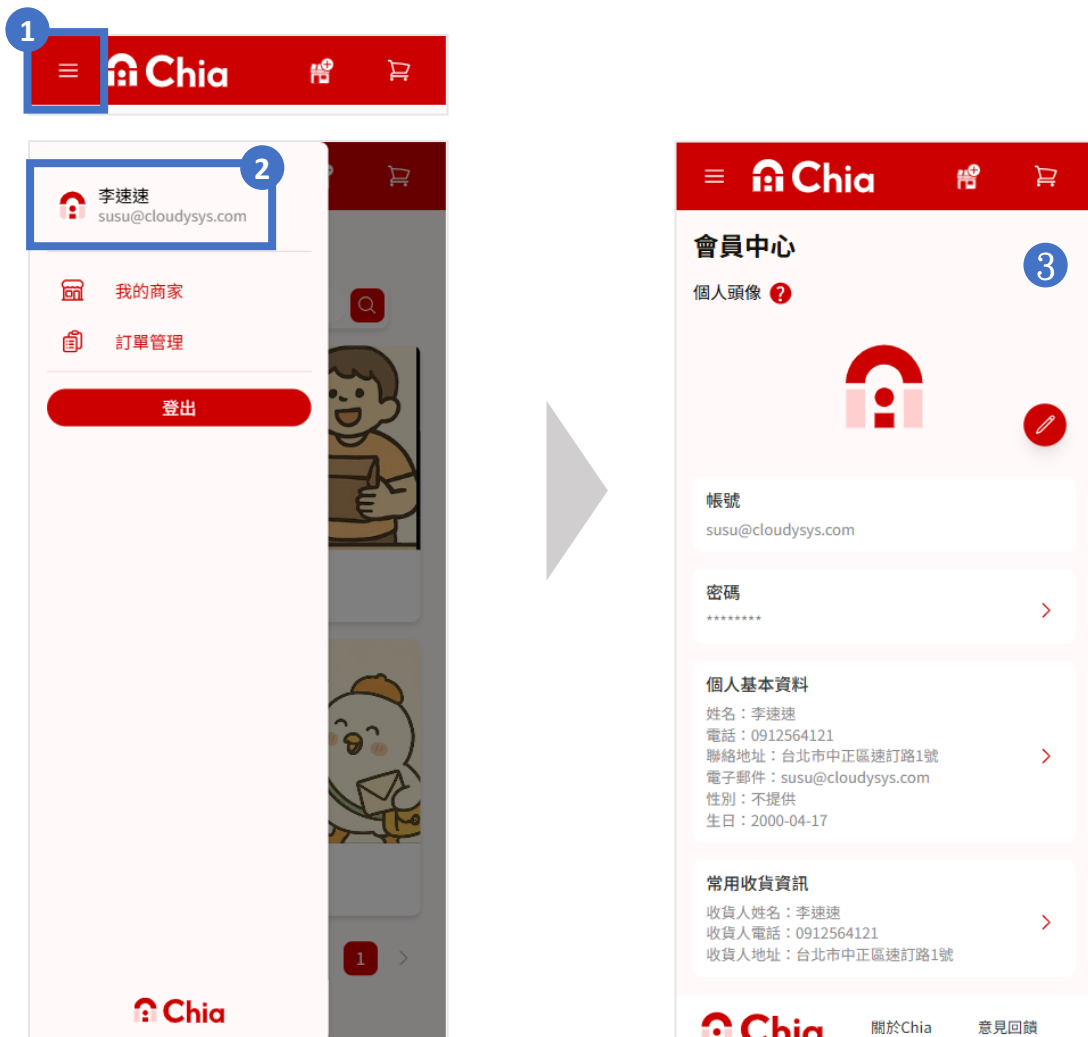 1
Chia
2
李速速
susu@cloudysys.com
我的商家
訂單管理
登出
1
Chia
Chia
會員中心
3
個人頭像 ?
帳號
susu@cloudysys.com
密碼
********
個人基本資料
姓名：李速速
電話：0912564121
聯絡地址：台北市中正區速訂路1號
電子郵件：susu@cloudysys.com
性別：不提供
生日：2000-04-17
常用收貨資訊
收貨人姓名：李速速
收貨人電話：0912564121
收貨人地址：台北市中正區速訂路1號
Chia
關於Chia
意見回饋